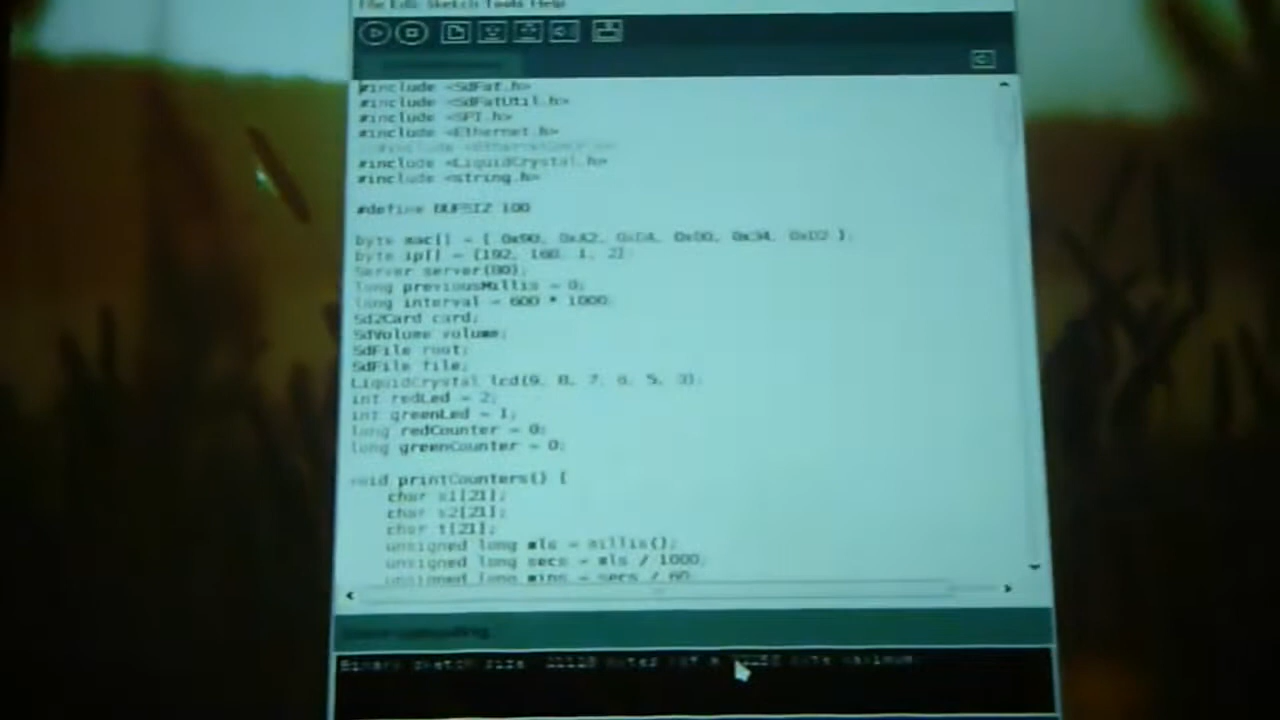 File Edit Sketch Tools Help
#include <SdFat.h>
#include <SdFatUtil.h>
#include <SPI.h>
#include <Ethernet.h>
#include <LiquidCrystal.h>
#include <string.h>
#define BUFSIZ 100
byte mac[] = { 0x90, 0xA2, 0xDA, 0x00, 0x34, 0xD2 };
byte ip[] = {192, 168, 1, 2};
Server server(80);
long previousMillis = 0;
long interval = 600 * 1000;
Sd2Card card;
SdVolume volume;
SdFile root;
SdFile file;
LiquidCrystal lcd(9, 8, 7, 6, 5, 3);
int redLed = 2;
int greenLed = 1;
long redCounter = 0;
long greenCounter = 0;
void printCounters() {
char s1[21];
char s2[21];
char t[21];
unsigned long mls = millis();
unsigned long secs = mls / 1000;
unsigned long mins = secs / 60;
Binary sketch size: bytes (of a byte maximum)